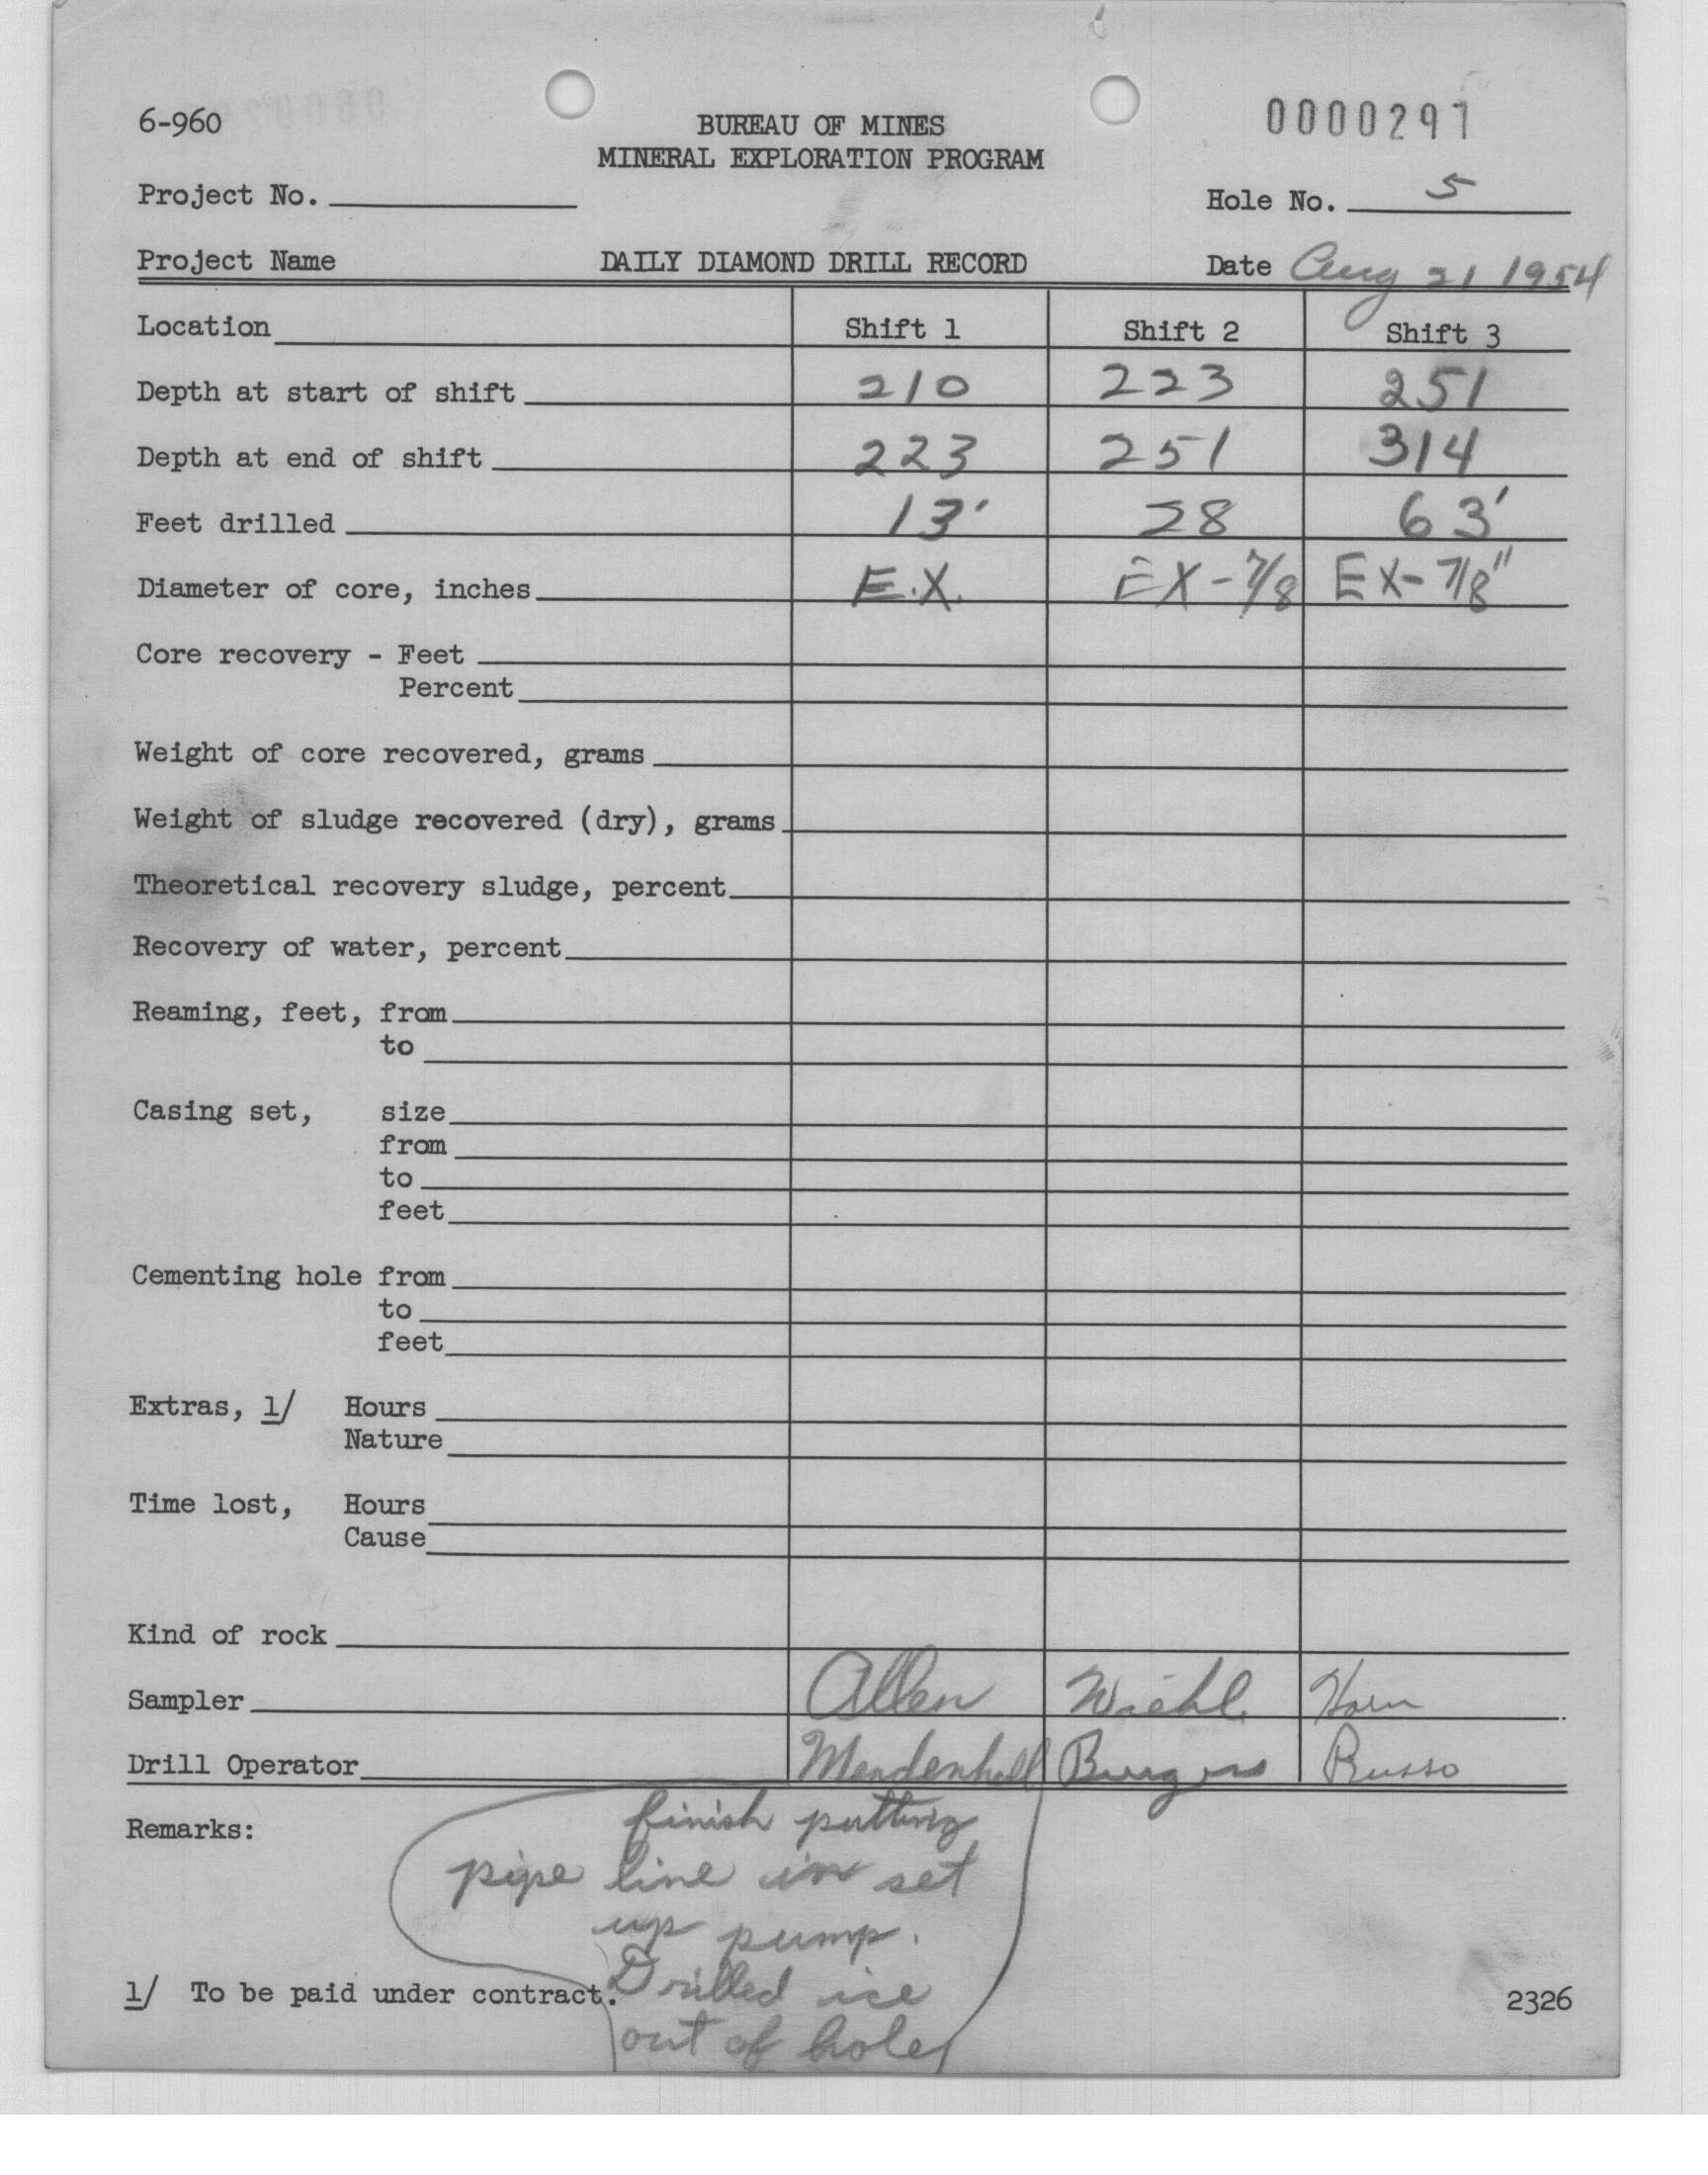 6-960
BUREAU OF MINES
0000297
MINERAL EXPLORATION PROGRAM
Project No.
Hole No. 5
Project Name DAILY DIAMOND DRILL RECORD Date Aug 21 1954
Location Shift 1 Shift 2 Shift 3
Depth at start of shift 210 223 251
Depth at end of shift 223 251 314
Feet drilled 13' 28 63'
Diameter of core, inches E.X. EX-7/8 EX-7/8"
Core recovery - Feet
Percent
Weight of core recovered, grams
Weight of sludge recovered (dry), grams
Theoretical recovery sludge, percent
Recovery of water, percent
Reaming, feet, from
to
Casing set, size
from
to
feet
Cementing hole from
to
feet
Extras, 1/ Hours
Nature
Time lost, Hours
Cause
Kind of rock
Sampler Allen Wiehl Horn
Drill Operator Mendenhall Burgess Russo
Remarks: finish putting
pipe line in set
up pump.
1/ To be paid under contract. Drilled ice
2326
out of hole